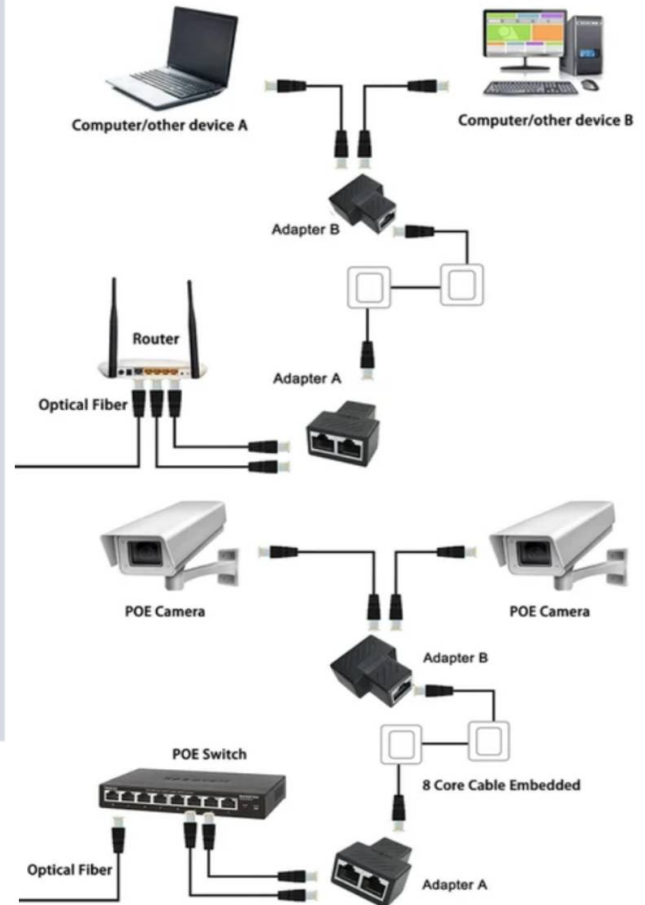 Computer/other device A
Computer/other device B
Adapter B
Router
Adapter A
Optical Fiber
POE Camera
POE Camera
Adapter B
POE Switch
8 Core Cable Embedded
Optical Fiber
Adapter A